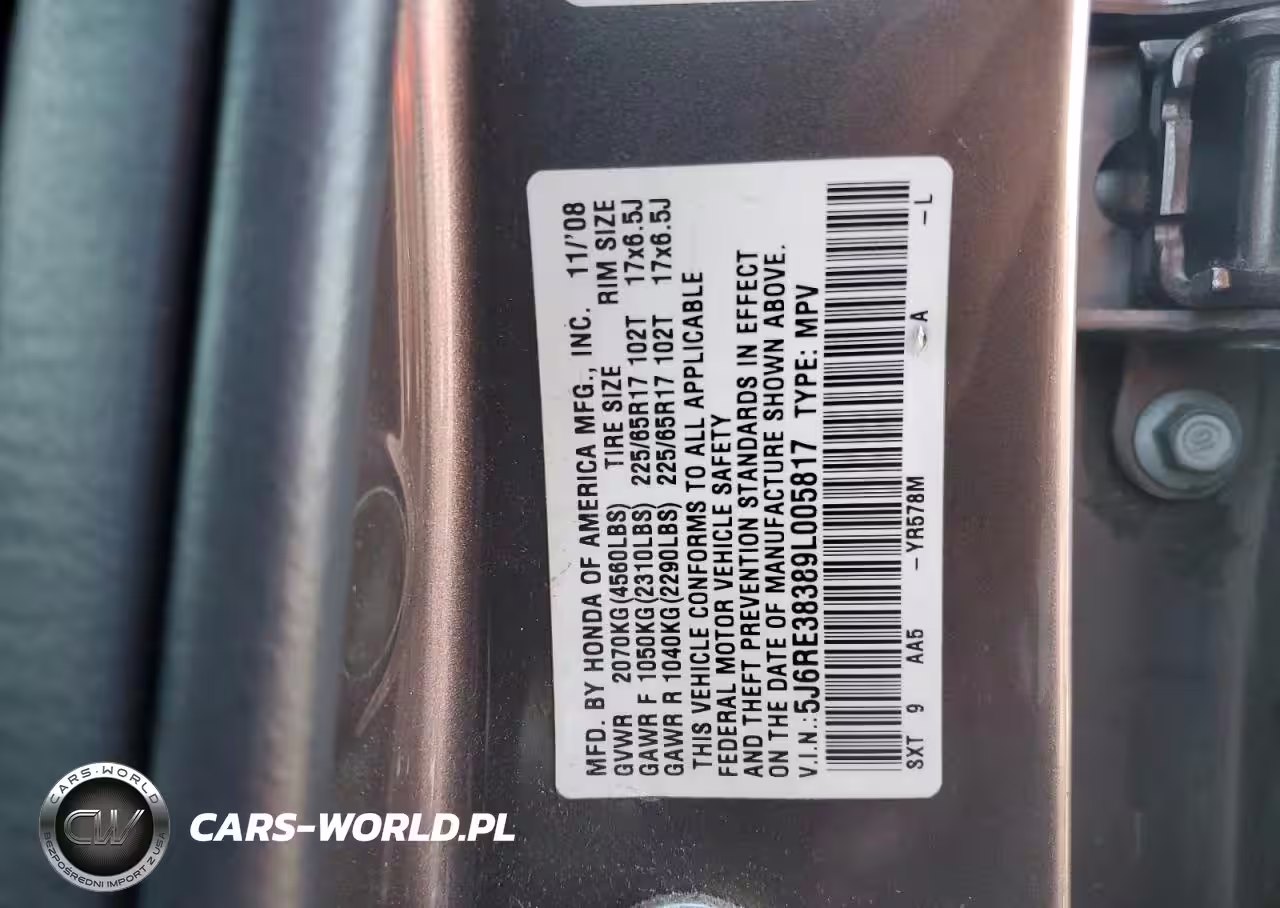 MFD. BY HONDA OF AMERICA MFG., INC. 11/'08
GVWR 2070KG(4560LBS) TIRE SIZE RIM SIZE
GAWR F 1050KG(2310LBS) 225/65R17 102T 17x6.5J
GAWR R 1040KG(2290LBS) 225/65R17 102T 17x6.5J
THIS VEHICLE CONFORMS TO ALL APPLICABLE
FEDERAL MOTOR VEHICLE SAFETY
AND THEFT PREVENTION STANDARDS IN EFFECT
ON THE DATE OF MANUFACTURE SHOWN ABOVE.
V.I.N.:5J6RE38389L005817 TYPE: MPV
SXT 9 AA5 -YR578M A -L
CARS-WORLD
CW
BEZPOŚREDNI IMPORT Z USA
CARS-WORLD.PL